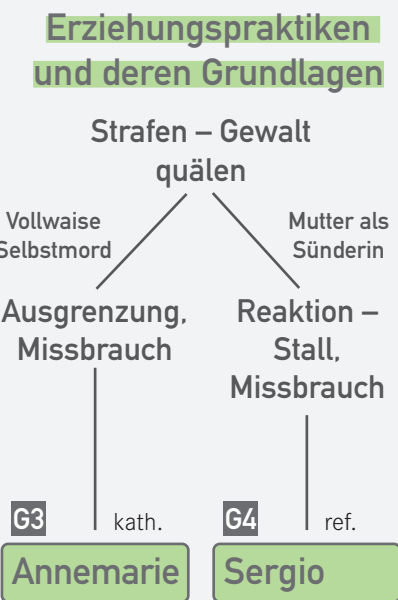 Erziehungspraktiken
und deren Grundlagen
Strafen – Gewalt
quälen
Vollwaise
Selbstmord
Mutter als
Sünderin
Ausgrenzung,
Missbrauch
Reaktion –
Stall,
Missbrauch
G3 kath.
G4 ref.
Annemarie
Sergio